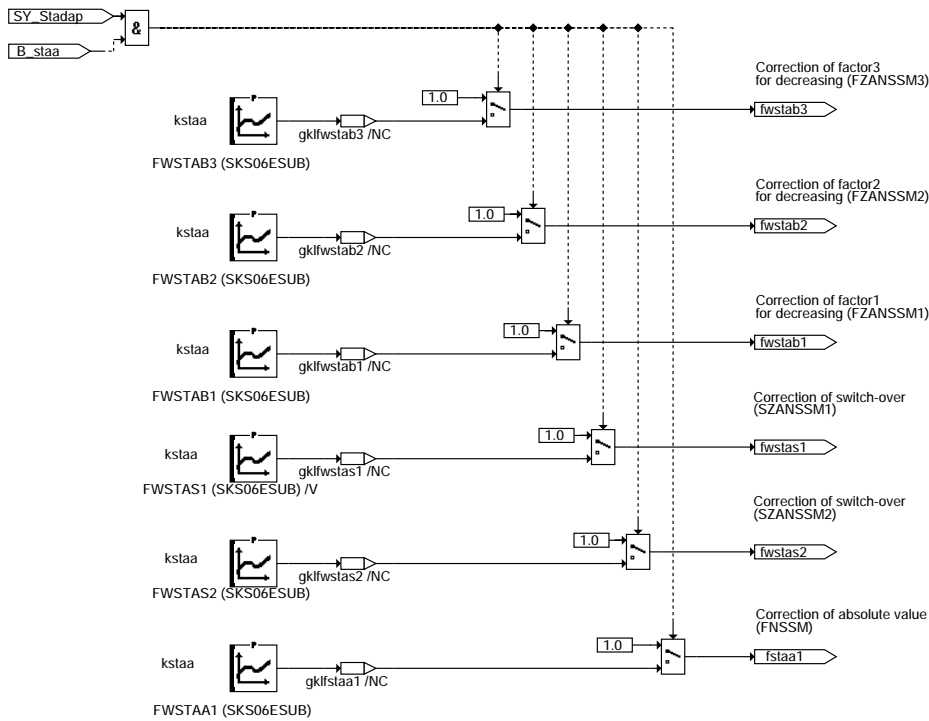 SY_Stadap
B_staa
&
Correction of factor3
for decreasing (FZANSSM3)
1.0
fwstab3
P
kstaa
gklfwstab3 /NC
FWSTAB3 (SKS06ESUB)
Correction of factor2
for decreasing (FZANSSM2)
1.0
fwstab2
P
kstaa
gklfwstab2 /NC
FWSTAB2 (SKS06ESUB)
Correction of factor1
for decreasing (FZANSSM1)
1.0
fwstab1
P
kstaa
gklfwstab1 /NC
FWSTAB1 (SKS06ESUB)
Correction of switch-over
(SZANSSM1)
1.0
fwstas1
P
kstaa
gklfwstas1 /NC
FWSTAS1 (SKS06ESUB) /V
Correction of switch-over
(SZANSSM2)
1.0
fwstas2
P
kstaa
gklfwstas2 /NC
FWSTAS2 (SKS06ESUB)
Correction of absolute value
(FNSSM)
1.0
fstaa1
P
kstaa
gklfstaa1 /NC
FWSTAA1 (SKS06ESUB)